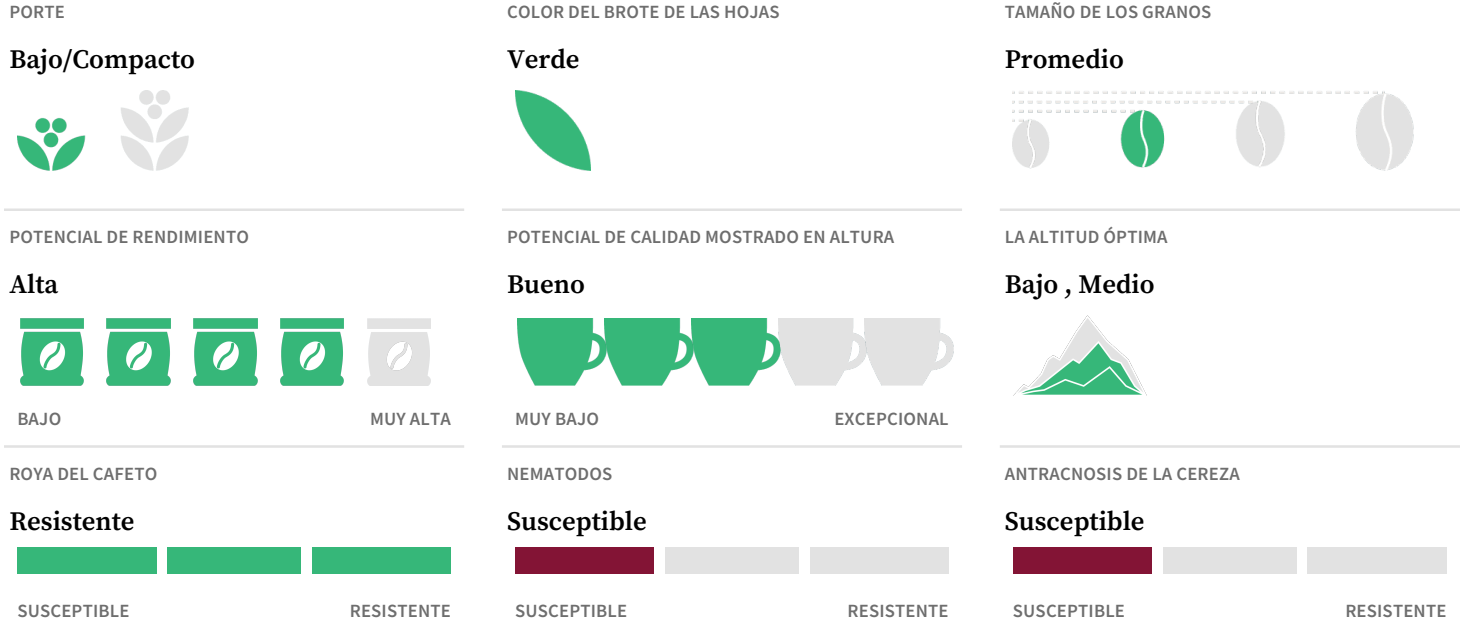 PORTE
Bajo/Compacto
COLOR DEL BROTE DE LAS HOJAS
Verde
TAMAÑO DE LOS GRANOS
Promedio
POTENCIAL DE RENDIMIENTO
Alta
BAJO
MUY ALTA
POTENCIAL DE CALIDAD MOSTRADO EN ALTURA
Bueno
MUY BAJO
EXCEPCIONAL
LA ALTITUD ÓPTIMA
Bajo , Medio
ROYA DEL CAFETO
Resistente
SUSCEPTIBLE
RESISTENTE
NEMATODOS
Susceptible
SUSCEPTIBLE
RESISTENTE
ANTRACNOSIS DE LA CEREZA
Susceptible
SUSCEPTIBLE
RESISTENTE